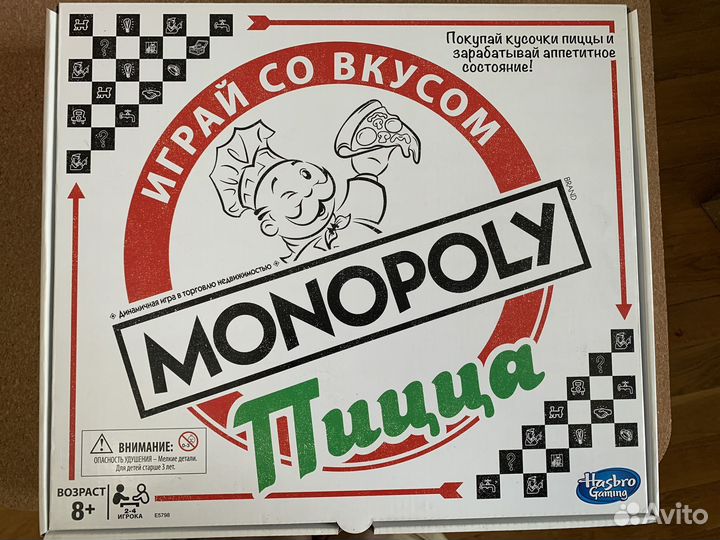 Покупай кусочки пиццы и
зарабатывай аппетитное
состояние!
ИГРАЙ СО ВКУСОМ
BRAND
Динамичная игра в торговлю недвижимостью
MONOPOLY
Пицца
ВНИМАНИЕ:
ОПАСНОСТЬ УДУШЕНИЯ – Мелкие детали.
Для детей старше 3 лет.
ВОЗРАСТ
8+
2-4
ИГРОКА
E5798
Hasbro
Gaming
Avito